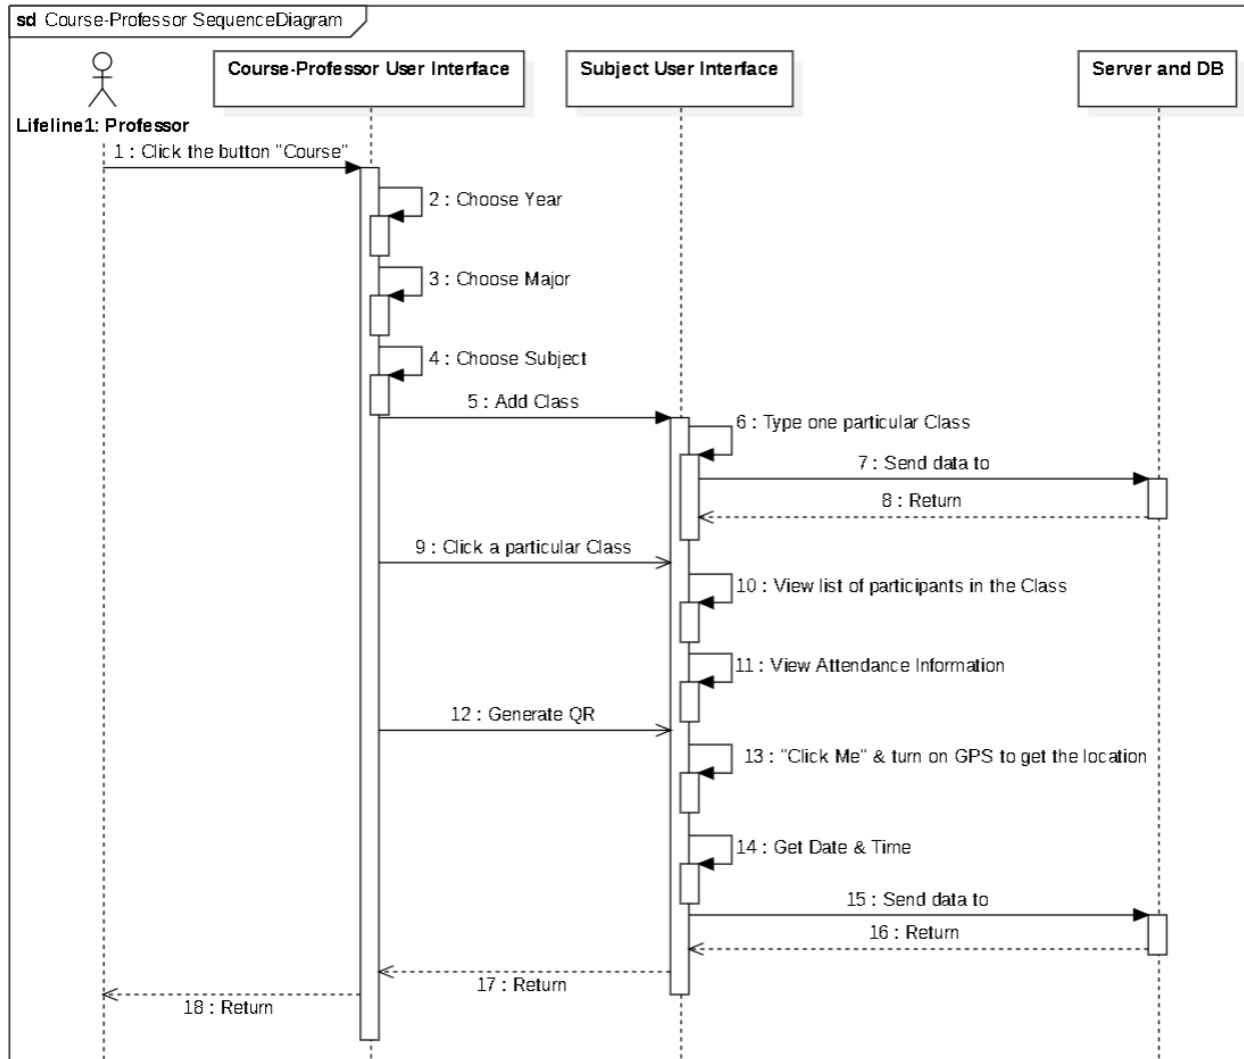 sd Course-Professor SequenceDiagram
Course-Professor User Interface
Subject User Interface
Server and DB
Lifeline1: Professor
1 : Click the button "Course"
2 : Choose Year
3 : Choose Major
4 : Choose Subject
5 : Add Class
6 : Type one particular Class
7 : Send data to
8 : Return
9 : Click a particular Class
10 : View list of participants in the Class
11 : View Attendance Information
12 : Generate QR
13 : "Click Me" & turn on GPS to get the location
14 : Get Date & Time
15 : Send data to
16 : Return
17 : Return
18 : Return